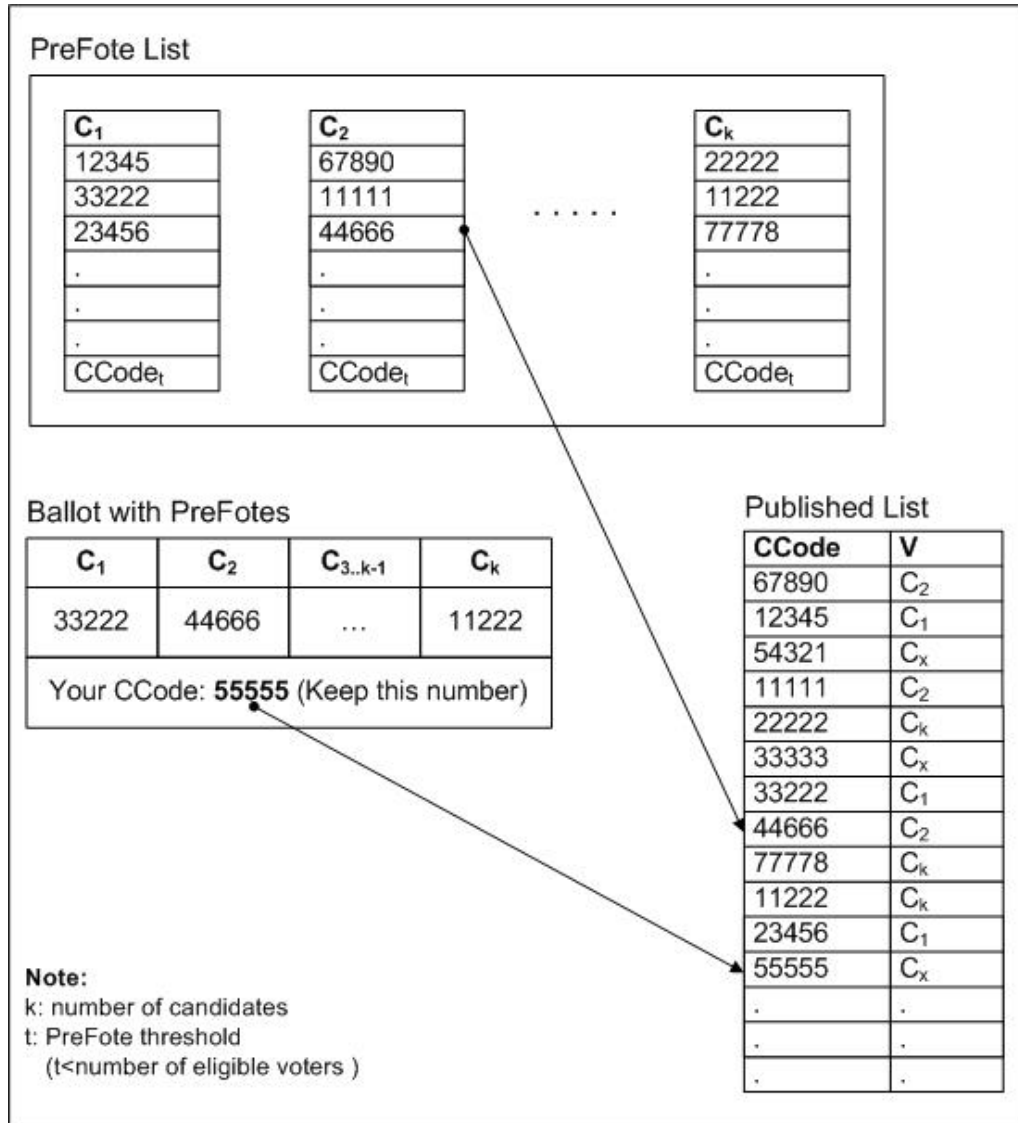 PreFote List
C₁ C₂ Cₖ
12345 67890 22222
33222 11111 11222
23456 44666 . . . . . 77778
. . .
. . .
. . .
CCodeₜ CCodeₜ CCodeₜ
Ballot with PreFotes
C₁ C₂ C₃..ₖ₋₁ Cₖ
33222 44666 ... 11222
Your CCode: 55555 (Keep this number)
Published List
CCode V
67890 C₂
12345 C₁
54321 Cₓ
11111 C₂
22222 Cₖ
33333 Cₓ
33222 C₁
44666 C₂
77778 Cₖ
11222 Cₖ
23456 C₁
55555 Cₓ
. .
. .
. .
Note:
k: number of candidates
t: PreFote threshold
(t<number of eligible voters )